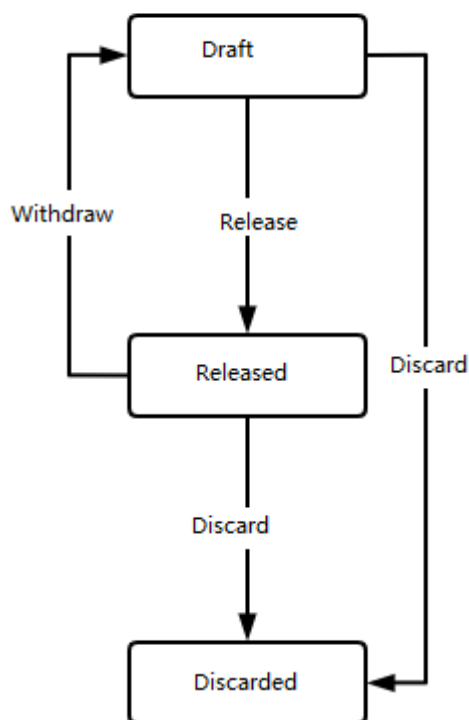 Draft
Withdraw
Release
Released
Discard
Discard
Discarded